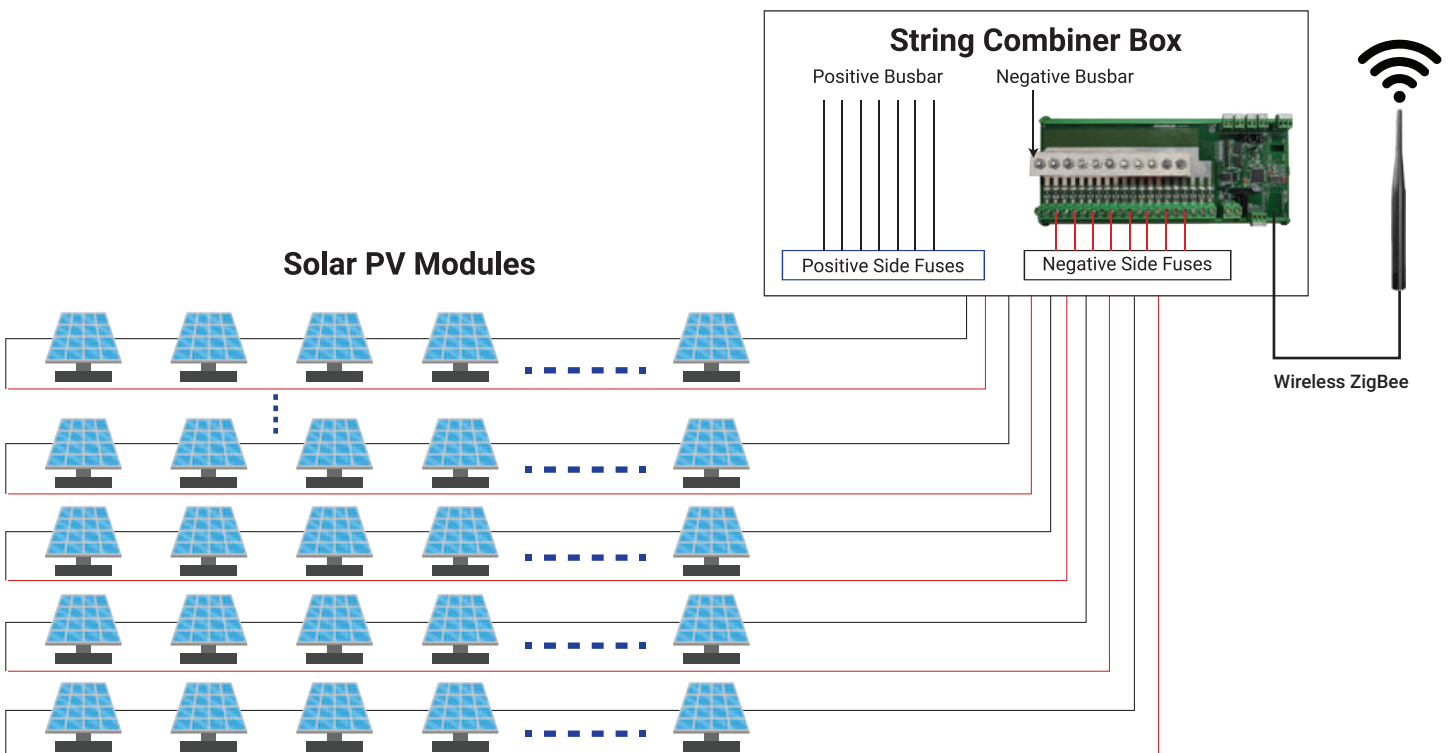 String Combiner Box
Positive Busbar
Negative Busbar
Positive Side Fuses
Negative Side Fuses
Solar PV Modules
Wireless ZigBee